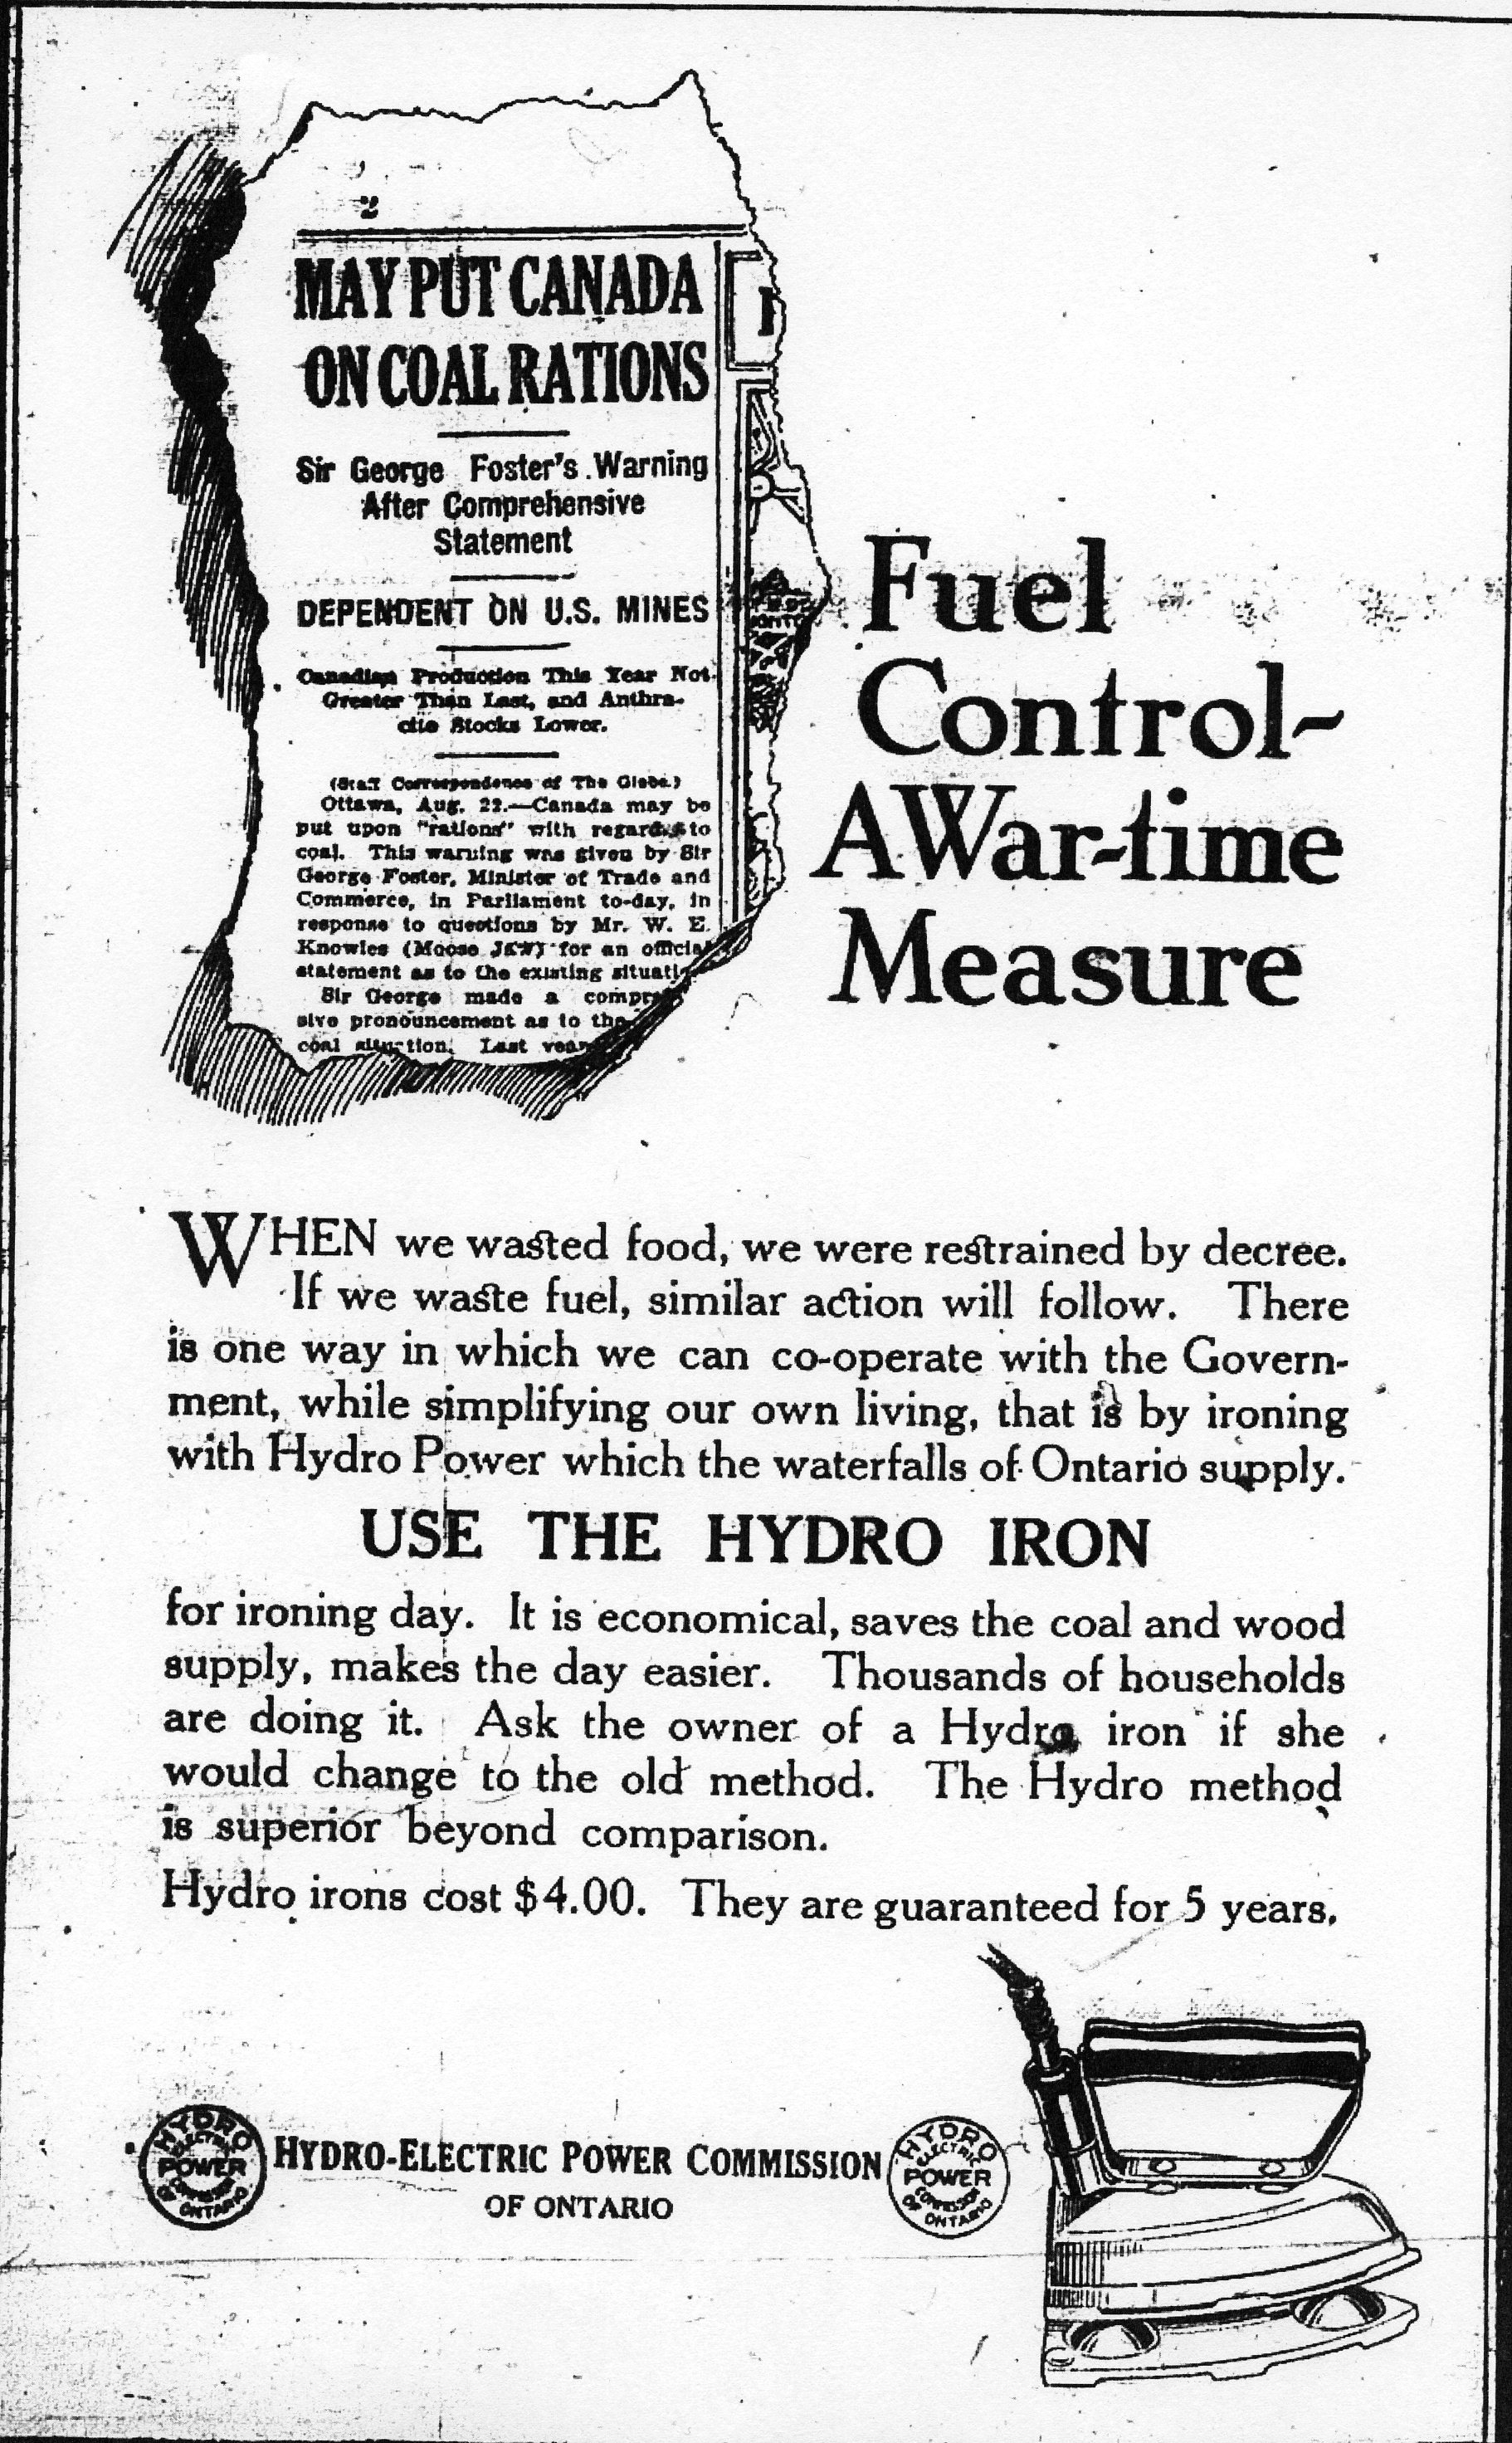 2
MAY PUT CANADA
ON COAL RATIONS
Sir George Foster's Warning
After Comprehensive
Statement
DEPENDENT ON U.S. MINES
Canadian Production This Year Not
Greater Than Last, and Anthra-
cite Stocks Lower.
(Staff Correspondence of The Globe.)
Ottawa, Aug. 22.—Canada may be
put upon "rations" with regard to
coal. This warning was given by Sir
George Foster, Minister of Trade and
Commerce, in Parliament to-day, in
response to questions by Mr. W. E.
Knowles (Moose Jaw) for an official
statement as to the existing situati
Sir George made a compr
sive pronouncement as to the
coal situation. Last year
Fuel
Control-
A War-time
Measure
WHEN we wasted food, we were restrained by decree.
If we waste fuel, similar action will follow. There
is one way in which we can co-operate with the Govern-
ment, while simplifying our own living, that is by ironing
with Hydro Power which the waterfalls of Ontario supply.
USE THE HYDRO IRON
for ironing day. It is economical, saves the coal and wood
supply, makes the day easier. Thousands of households
are doing it. Ask the owner of a Hydro iron if she
would change to the old method. The Hydro method
is superior beyond comparison.
Hydro irons cost $4.00. They are guaranteed for 5 years.
HYDRO ELECTRIC POWER COMMISSION OF ONTARIO
HYDRO-ELECTRIC POWER COMMISSION
OF ONTARIO
HYDRO ELECTRIC POWER COMMISSION OF ONTARIO